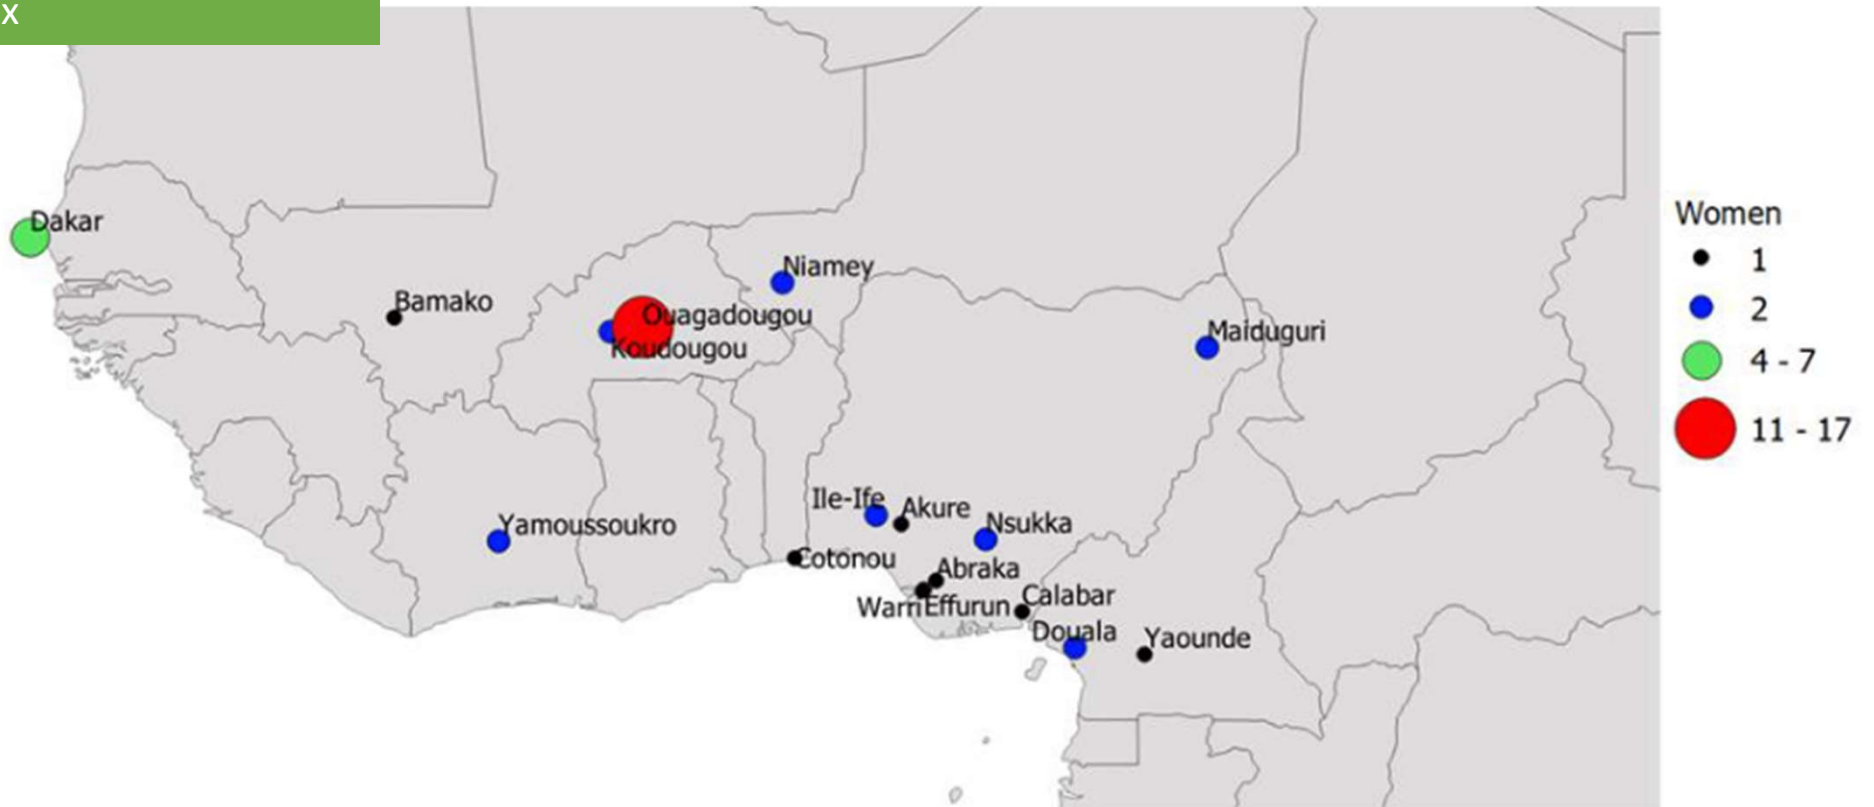 X
Dakar
Bamako
Niamey
Ouagadougou
Koudougou
Maiduguri
Yamoussoukro
Ile-Ife
Akure
Nsukka
Cotonou
Abraka
Warri
Effurun
Calabar
Douala
Yaounde
Women
1
2
4 - 7
11 - 17